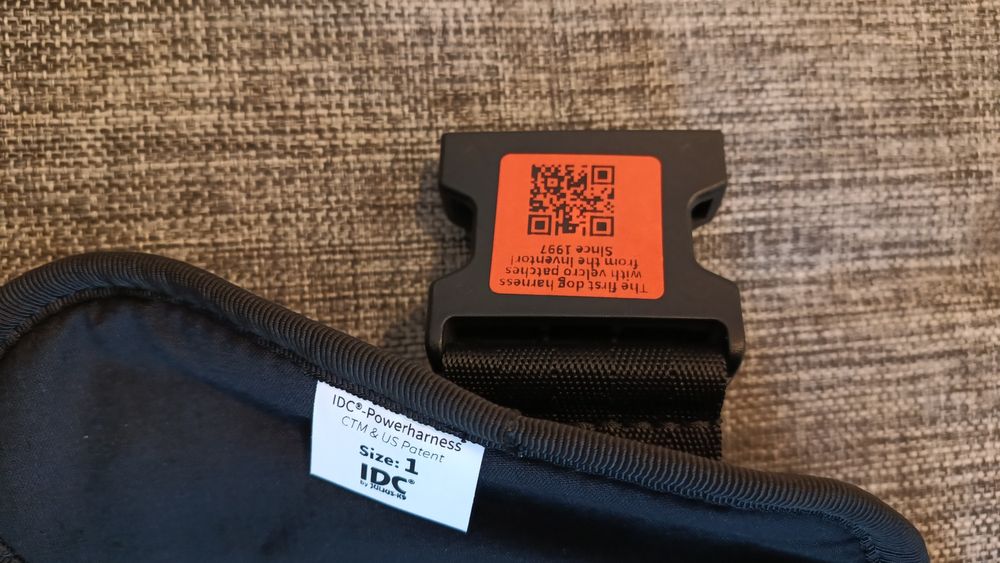 The first dog harness
with velcro patches
from the Inventor!
Since 1997
IDC®-Powerharness
CTM & US Patent
Size: 1
IDC®
by JULIUS-K9